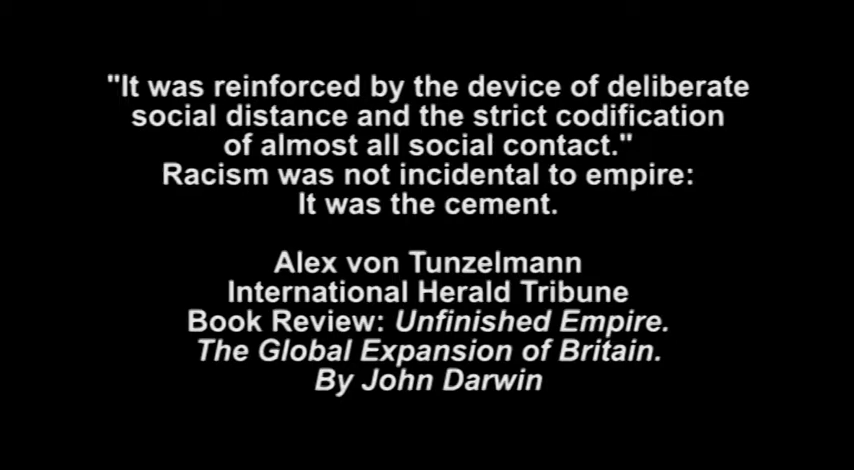 "It was reinforced by the device of deliberate
social distance and the strict codification
of almost all social contact."
Racism was not incidental to empire:
It was the cement.
Alex von Tunzelmann
International Herald Tribune
Book Review: Unfinished Empire.
The Global Expansion of Britain.
By John Darwin